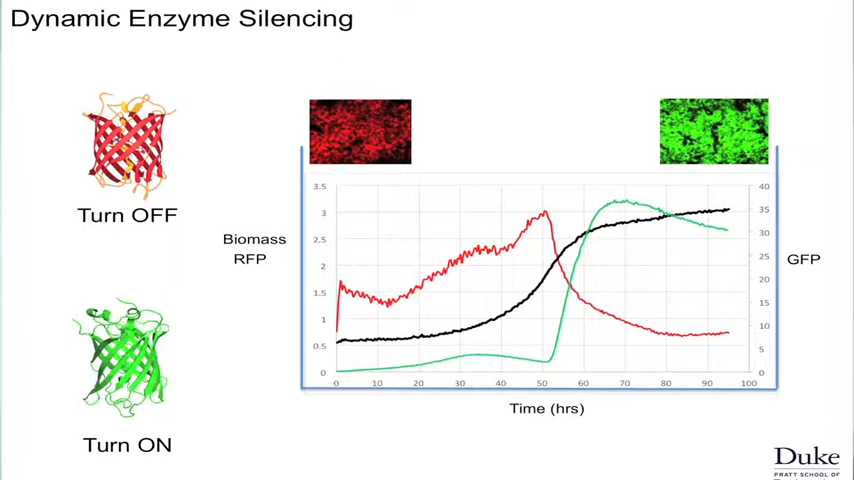 Dynamic Enzyme Silencing
Turn OFF
Turn ON
Biomass
RFP
3.5
3
2.5
2
1.5
1
0.5
0
0 10 20 30 40 50 60 70 80 90 100
40
35
30
25
20
15
10
5
0
GFP
Time (hrs)
Duke
PRATT SCHOOL OF